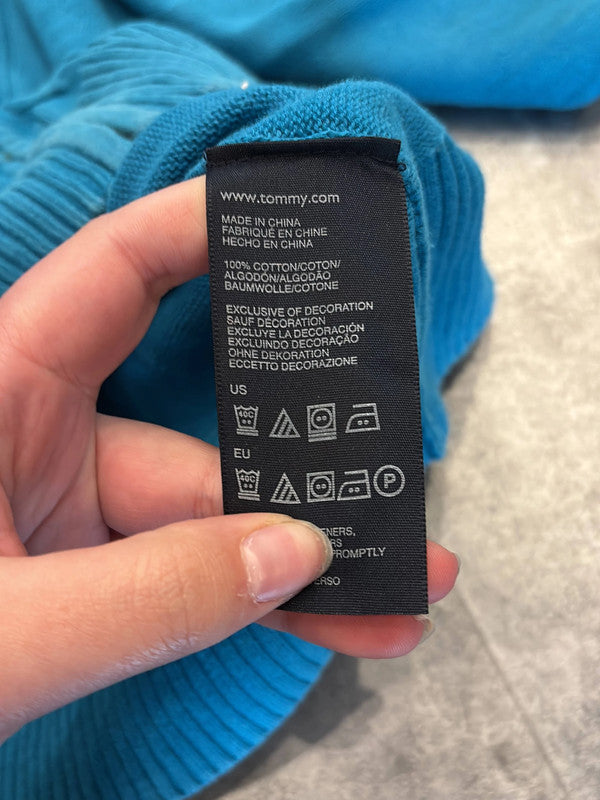 www.tommy.com
MADE IN CHINA
FABRIQUÉ EN CHINE
HECHO EN CHINA
100% COTTON/COTON/
ALGODÓN/ALGODÃO
BAUMWOLLE/COTONE
EXCLUSIVE OF DECORATION
SAUF DÉCORATION
EXCLUYE LA DECORACIÓN
EXCLUINDO DECORAÇÃO
OHNE DEKORATION
ECCETTO DECORAZIONE
US
40C
EU
40C P
PROMPTLY